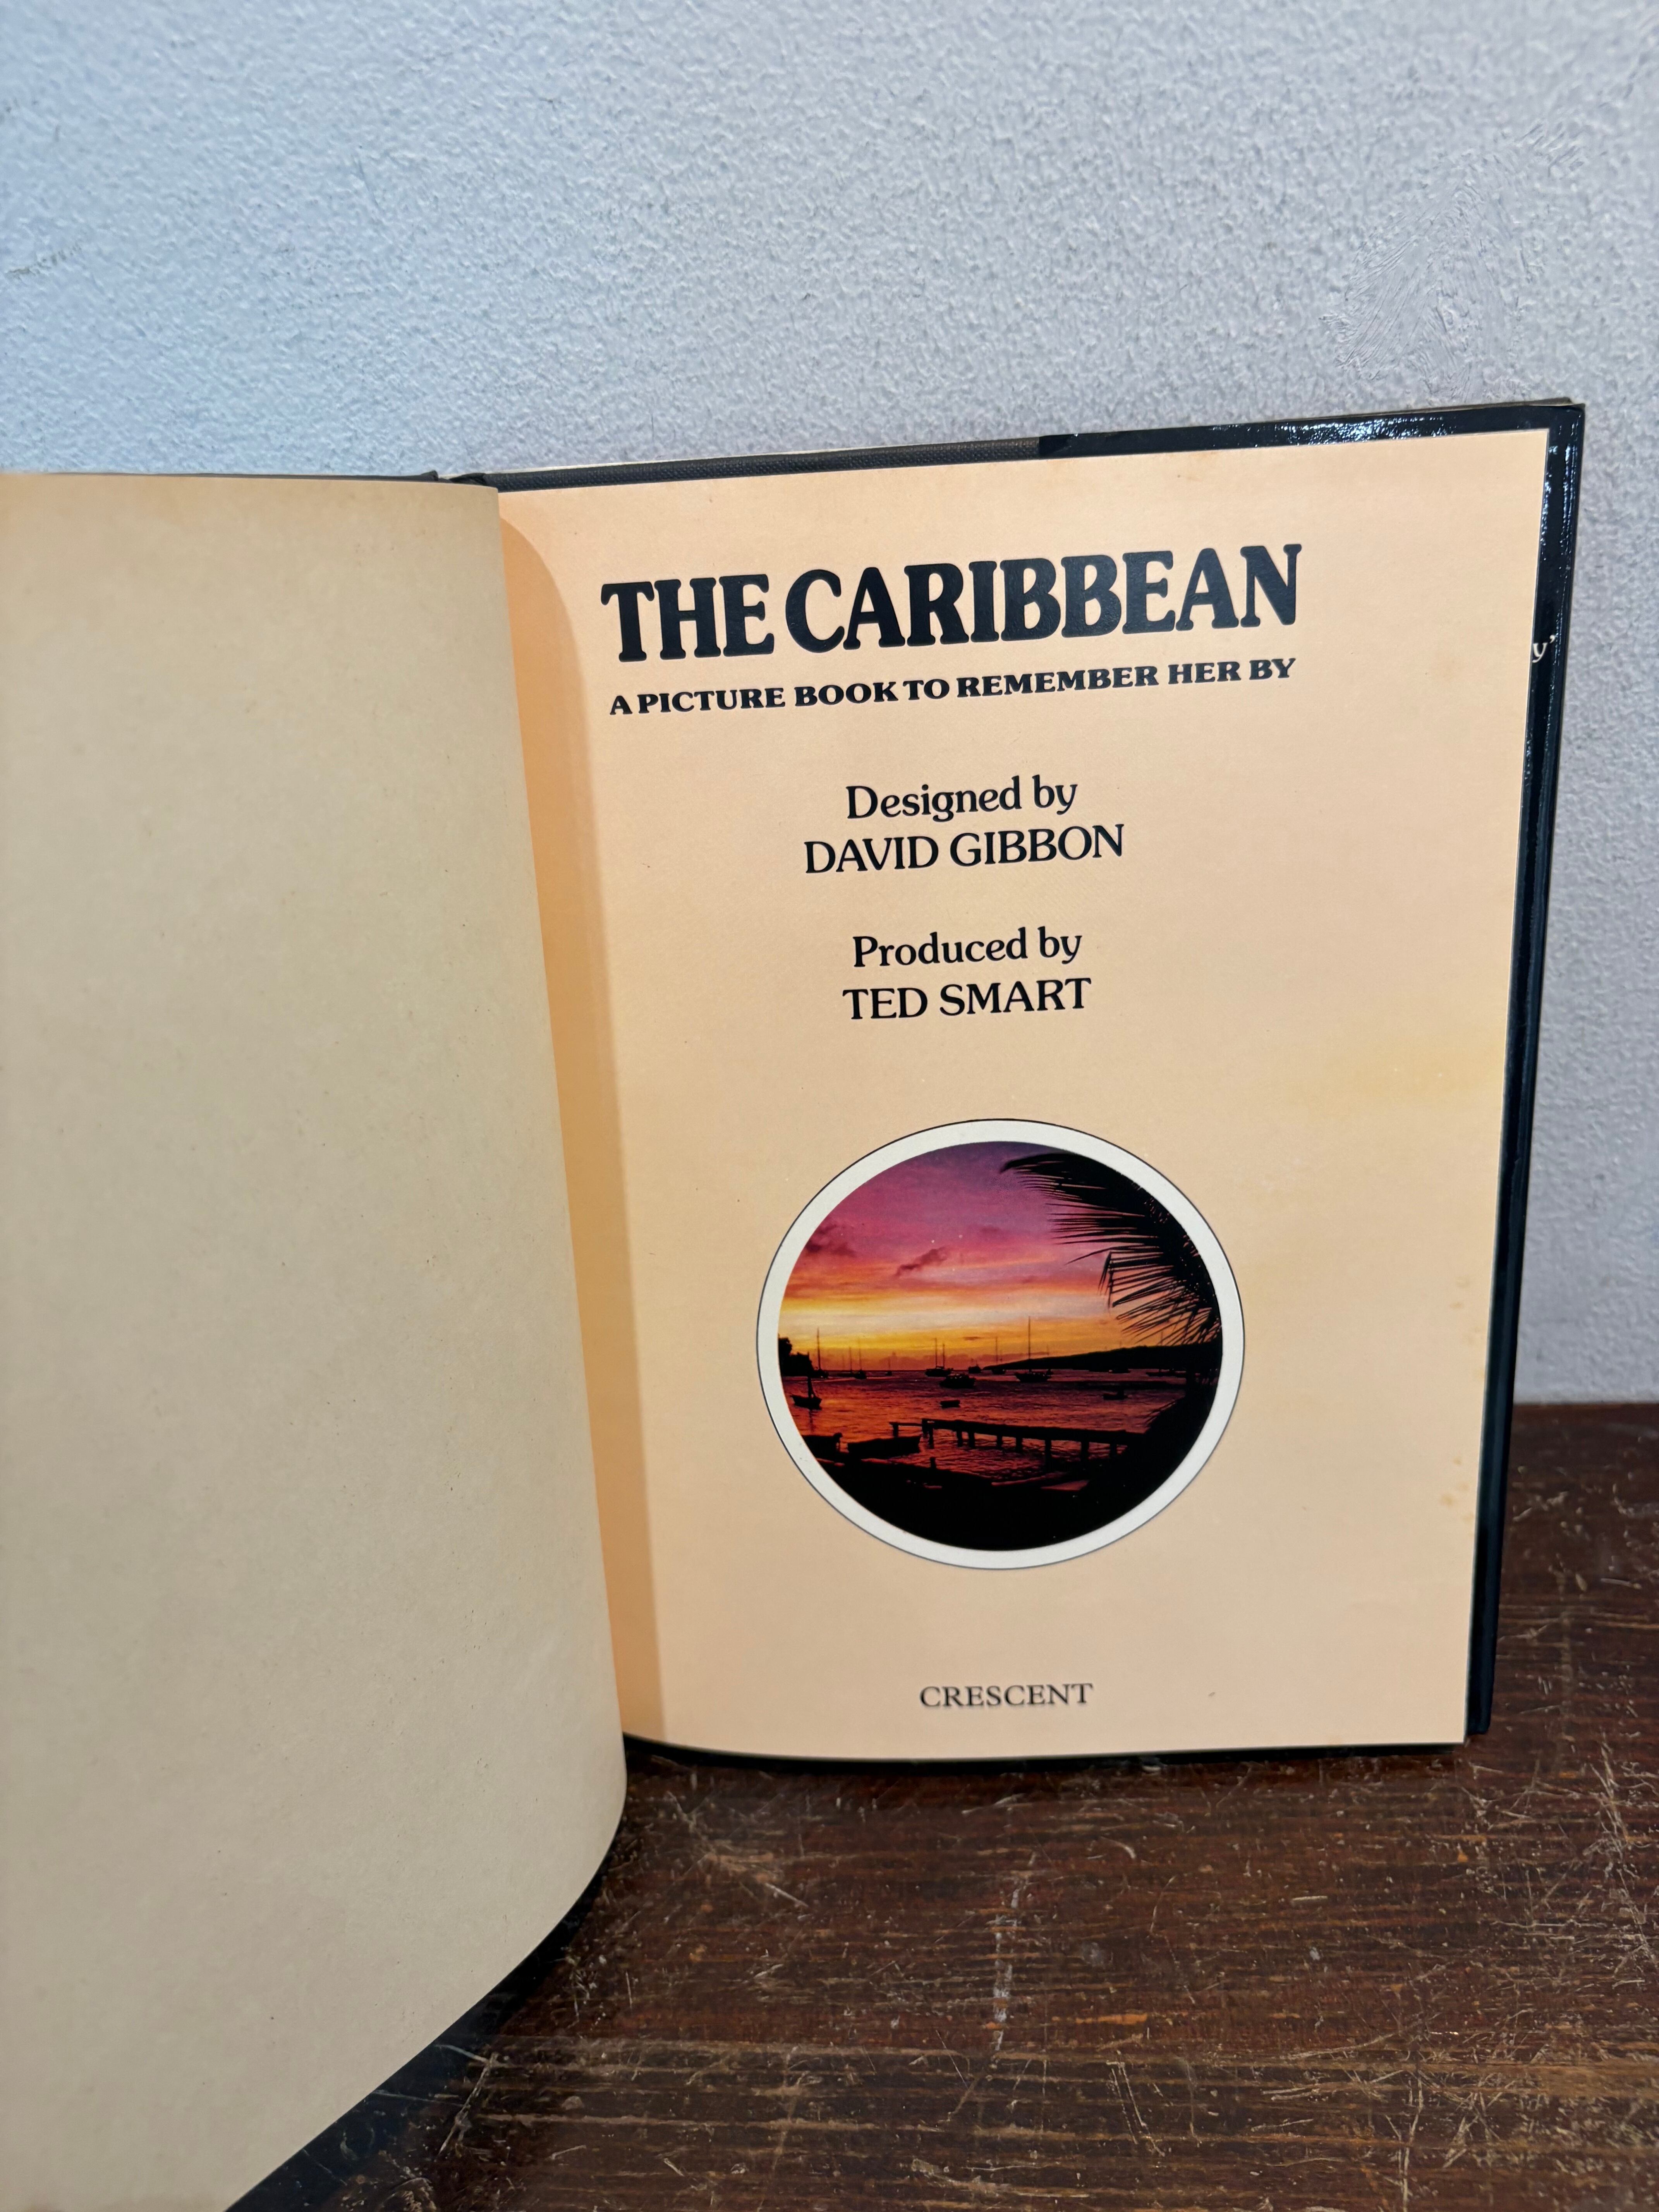 THE CARIBBEAN
A PICTURE BOOK TO REMEMBER HER BY
Designed by
DAVID GIBBON
Produced by
TED SMART
CRESCENT
y’